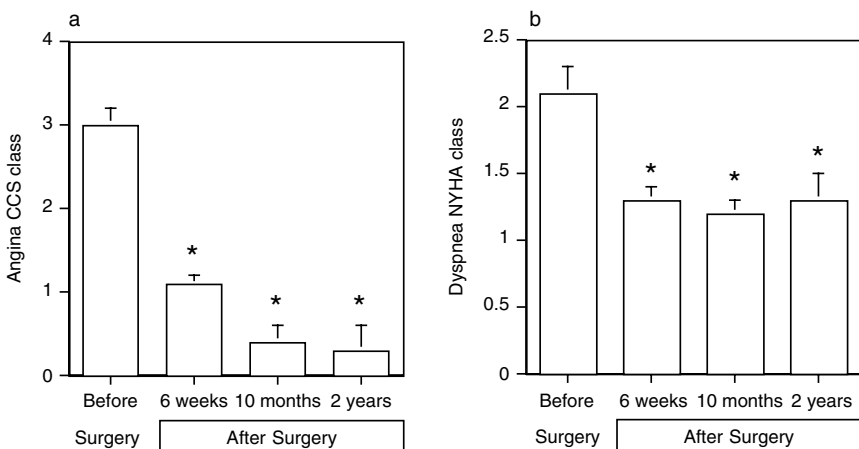 a
4
3
2
1
0
Angina CCS class
*
*
*
Before
6 weeks
10 months
2 years
Surgery
After Surgery
b
2.5
2
1.5
1
0.5
0
Dyspnea NYHA class
*
*
*
Before
6 weeks
10 months
2 years
Surgery
After Surgery